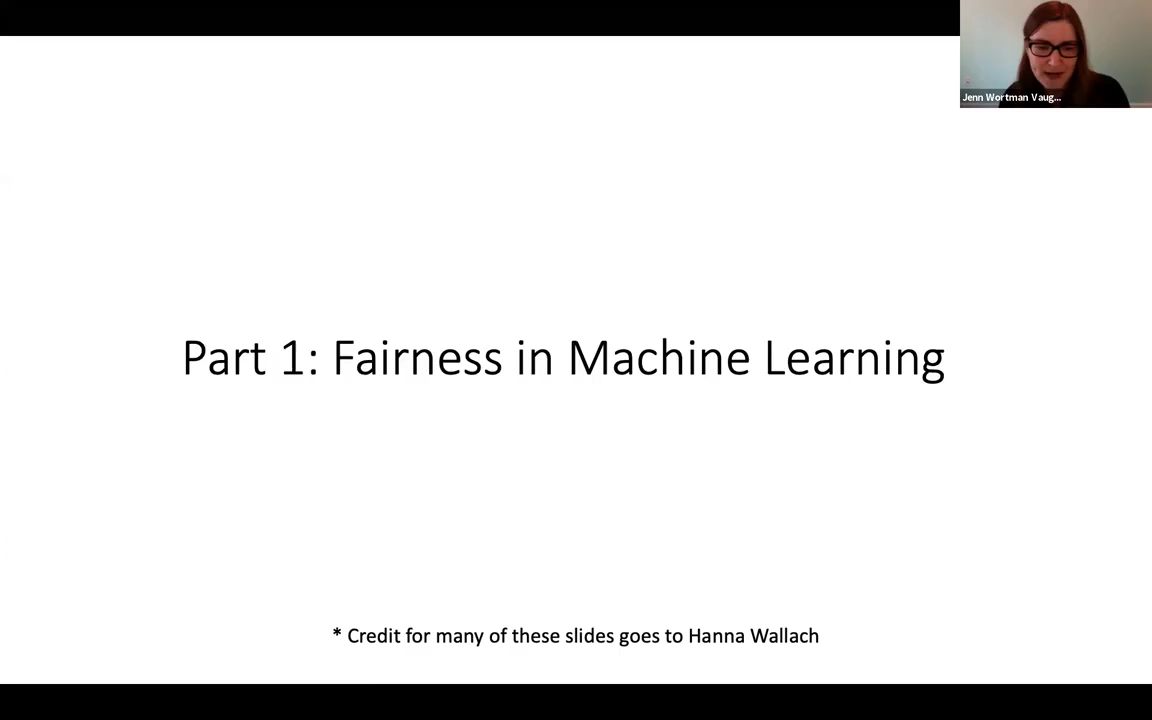 Jenn Wortman Vaug...
Part 1: Fairness in Machine Learning
* Credit for many of these slides goes to Hanna Wallach